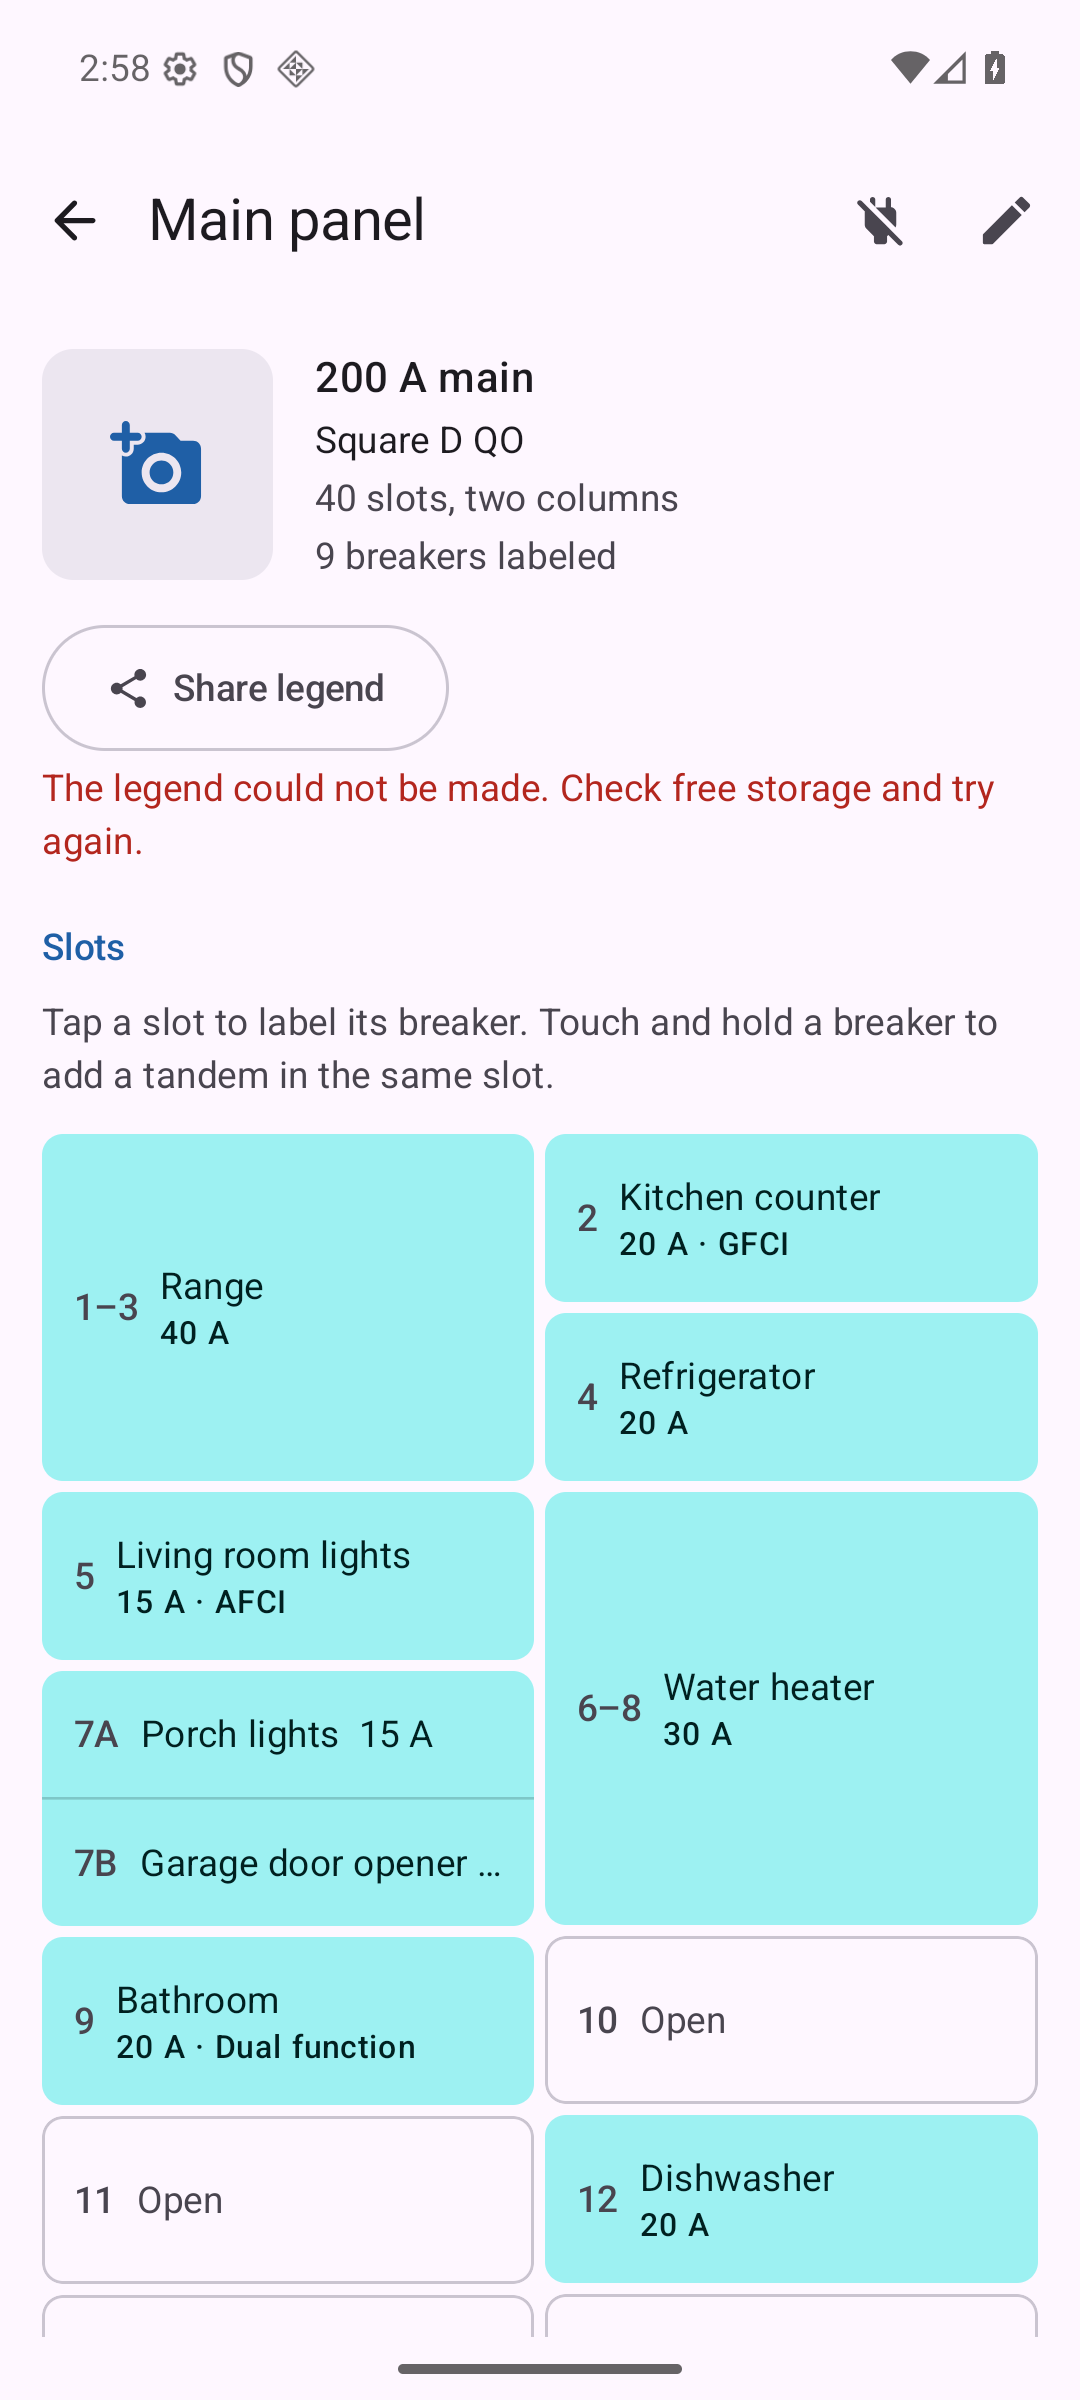 2:58
Main panel
200 A main
Square D QO
40 slots, two columns
9 breakers labeled
Share legend
The legend could not be made. Check free storage and try
again.
Slots
Tap a slot to label its breaker. Touch and hold a breaker to
add a tandem in the same slot.
1–3 Range
40 A
2 Kitchen counter
20 A · GFCI
4 Refrigerator
20 A
5 Living room lights
15 A · AFCI
6–8 Water heater
30 A
7A Porch lights 15 A
7B Garage door opener ...
9 Bathroom
20 A · Dual function
10 Open
11 Open
12 Dishwasher
20 A